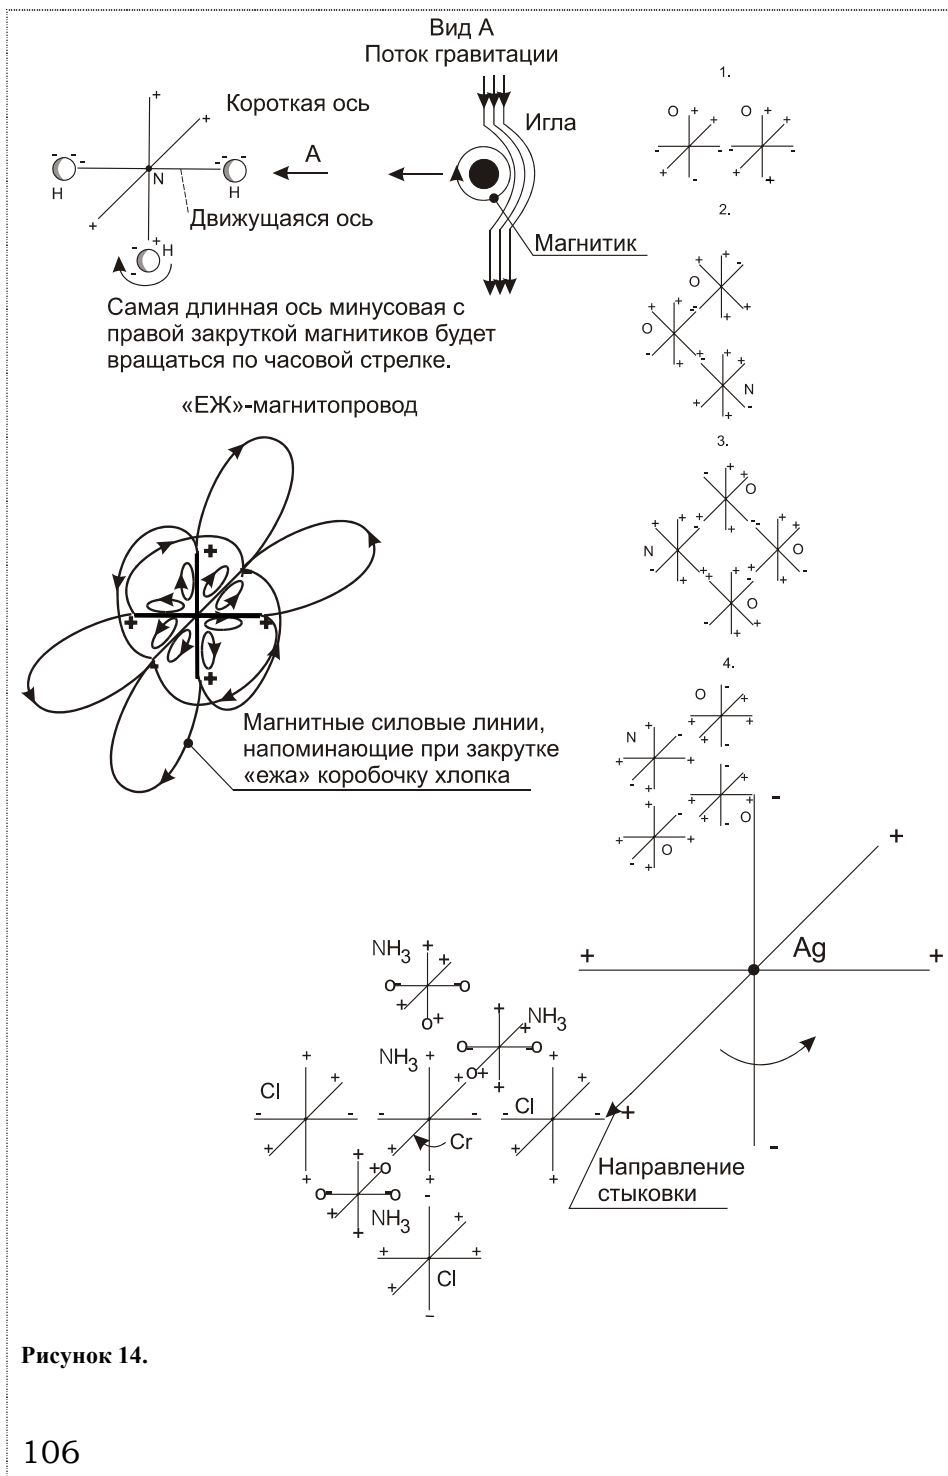 Вид А
Поток гравитации
Короткая ось
Игла
А
N
H
H
H
Движущаяся ось
Магнитик
Самая длинная ось минусовая с
правой закруткой магнитиков будет
вращаться по часовой стрелке.
«ЕЖ»-магнитопровод
Магнитные силовые линии,
напоминающие при закрутке
«ежа» коробочку хлопка
1.
O
O
2.
O
O
N
3.
O
N
O
O
4.
O
N
O
O
Ag
NH3
NH3
NH3
Cl
Cl
Cr
Направление
стыковки
NH3
Cl
Рисунок 14.
106